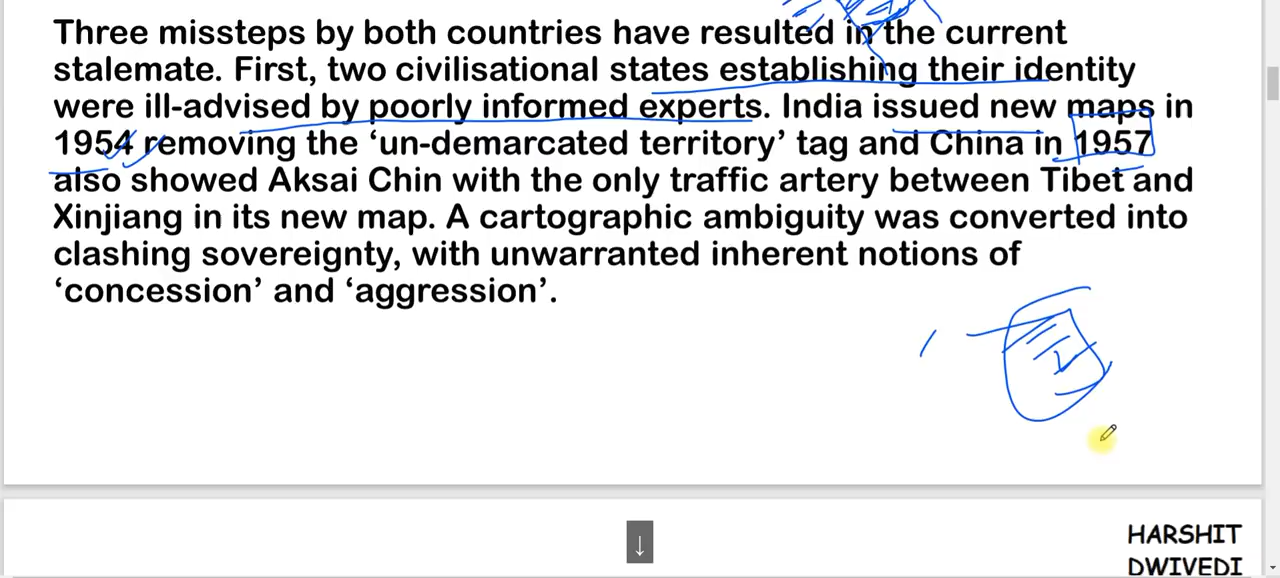 Three missteps by both countries have resulted in the current
stalemate. First, two civilisational states establishing their identity
were ill-advised by poorly informed experts. India issued new maps in
1954 removing the ‘un-demarcated territory’ tag and China in 1957
also showed Aksai Chin with the only traffic artery between Tibet and
Xinjiang in its new map. A cartographic ambiguity was converted into
clashing sovereignty, with unwarranted inherent notions of
‘concession’ and ‘aggression’.
HARSHIT
DWIVEDI